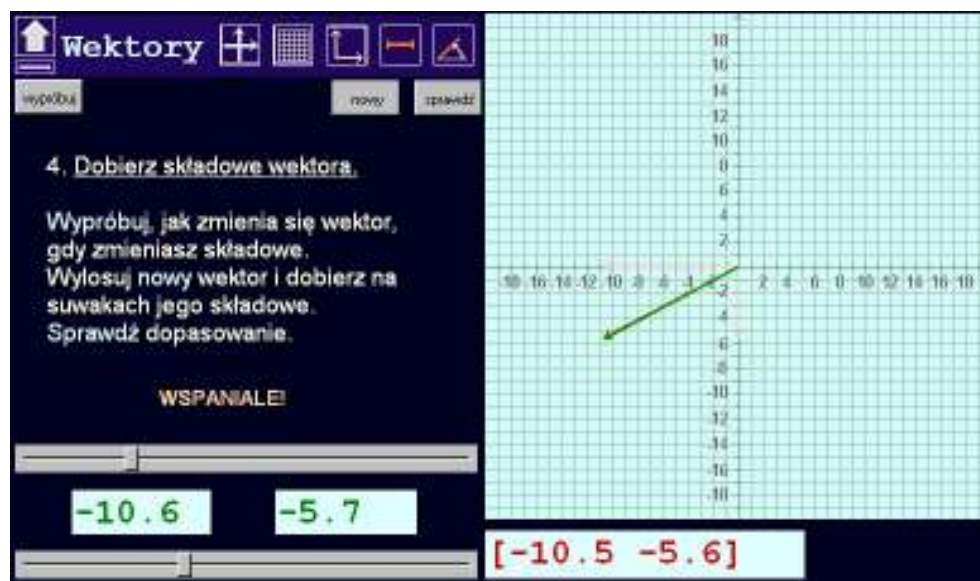 Wektory
wypróbuj nowy sprawdź
4. Dobierz składowe wektora.
Wypróbuj, jak zmienia się wektor,
gdy zmieniasz składowe.
Wylosuj nowy wektor i dobierz na
suwakach jego składowe.
Sprawdź dopasowanie.
WSPANIALE!
-10.6 -5.7
18
16
14
12
10
8
6
4
2
-18 -16 -14 -12 -10 -8 -6 -4 -2 2 4 6 8 10 12 14 16 18
-2
-4
-6
-8
-10
-12
-14
-16
-18
[-10.5 -5.6]